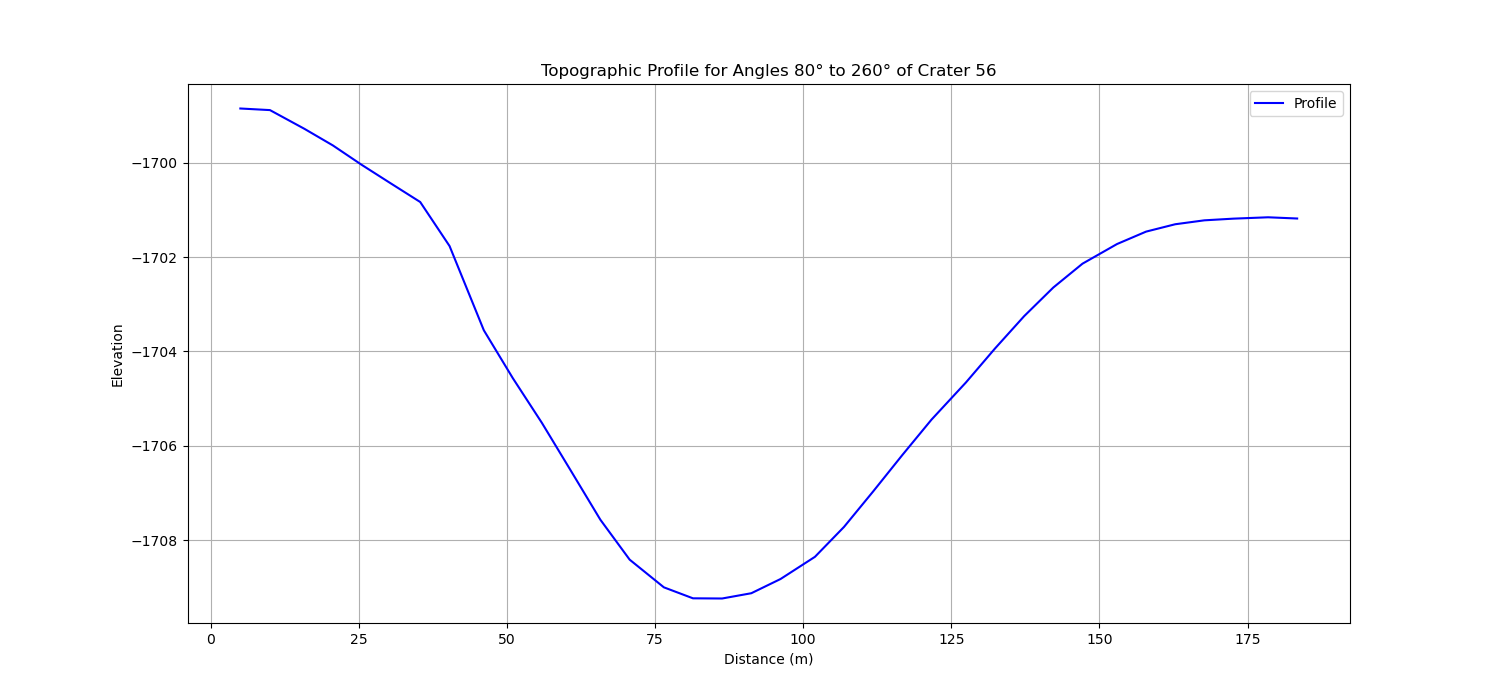 Topographic Profile for Angles 80° to 260° of Crater 56
Profile
−1700
−1702
−1704
−1706
−1708
Elevation
0 25 50 75 100 125 150 175
Distance (m)